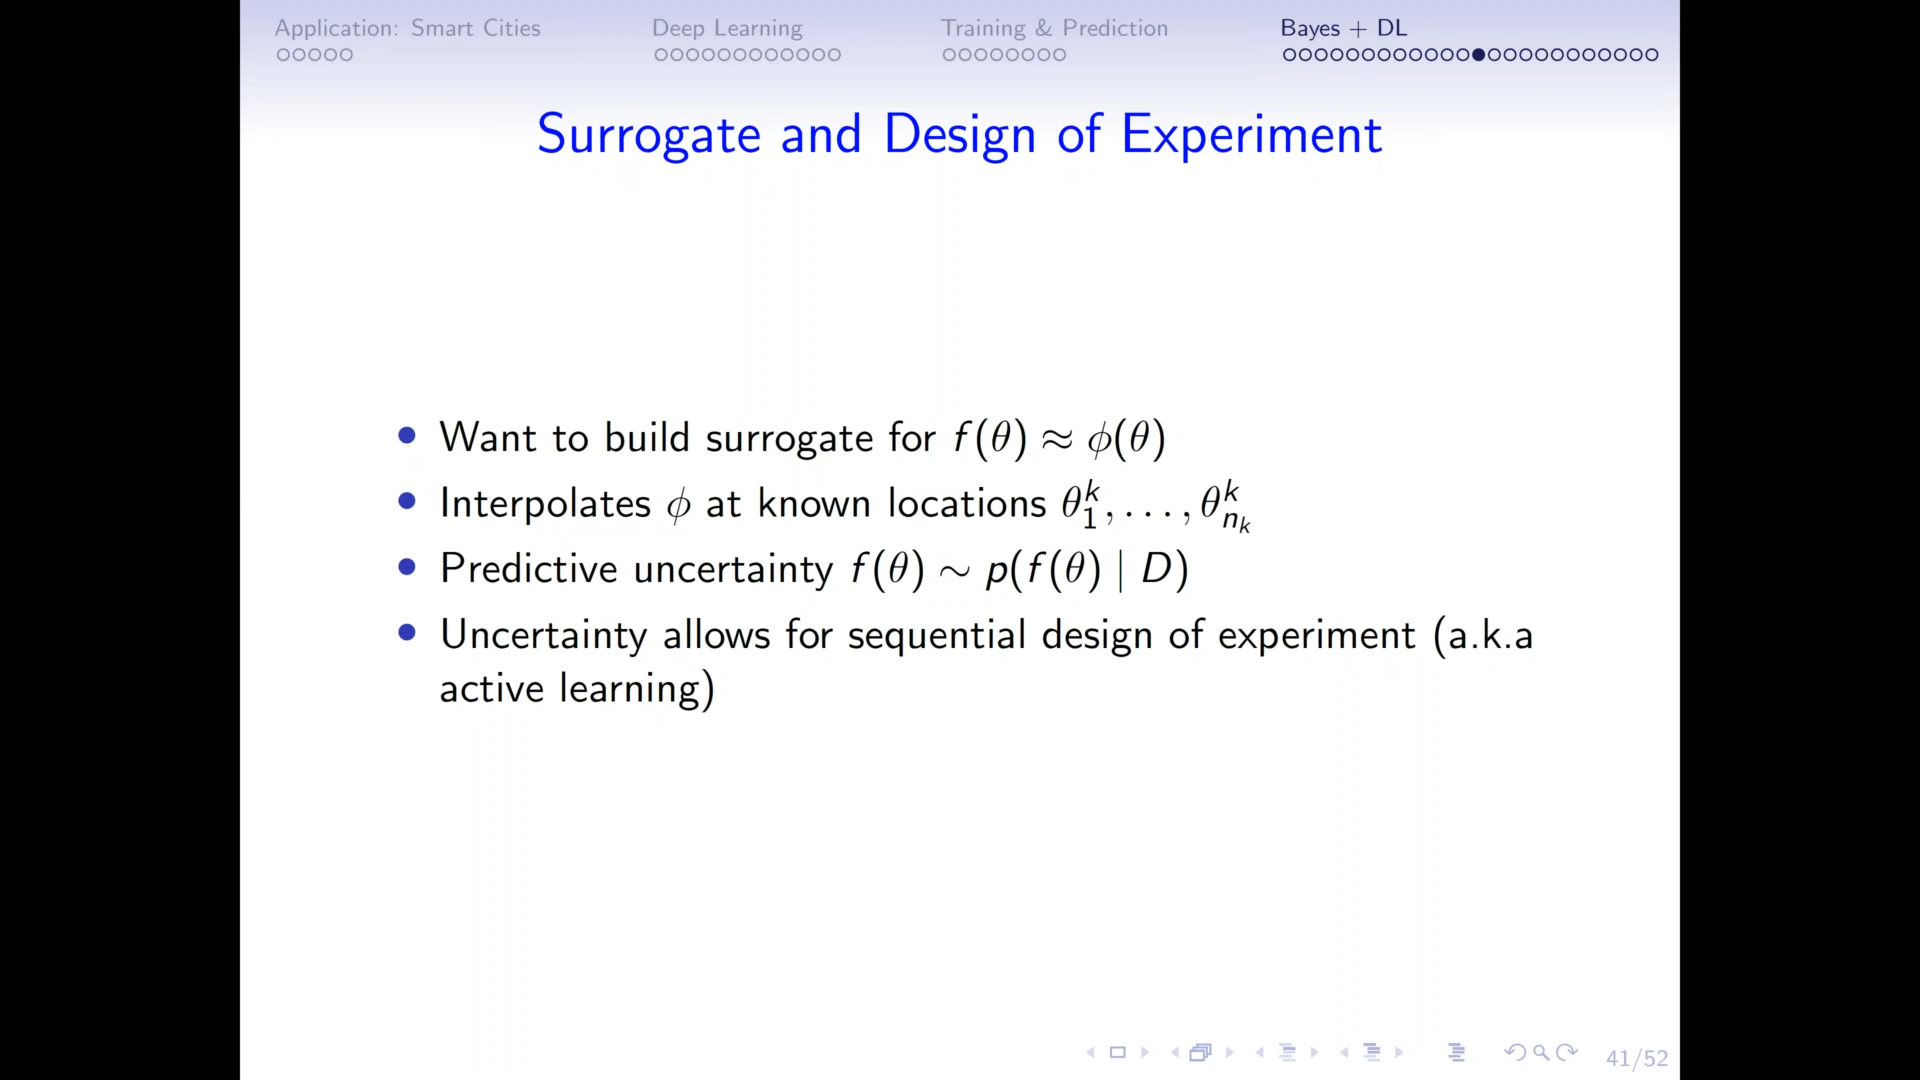 Application: Smart Cities Deep Learning Training & Prediction Bayes + DL
Surrogate and Design of Experiment
• Want to build surrogate for f(θ) ≈ ϕ(θ)
• Interpolates ϕ at known locations θ₁ᵏ, . . . , θₙₖᵏ
• Predictive uncertainty f(θ) ∼ p(f(θ) | D)
• Uncertainty allows for sequential design of experiment (a.k.a
active learning)
41/52